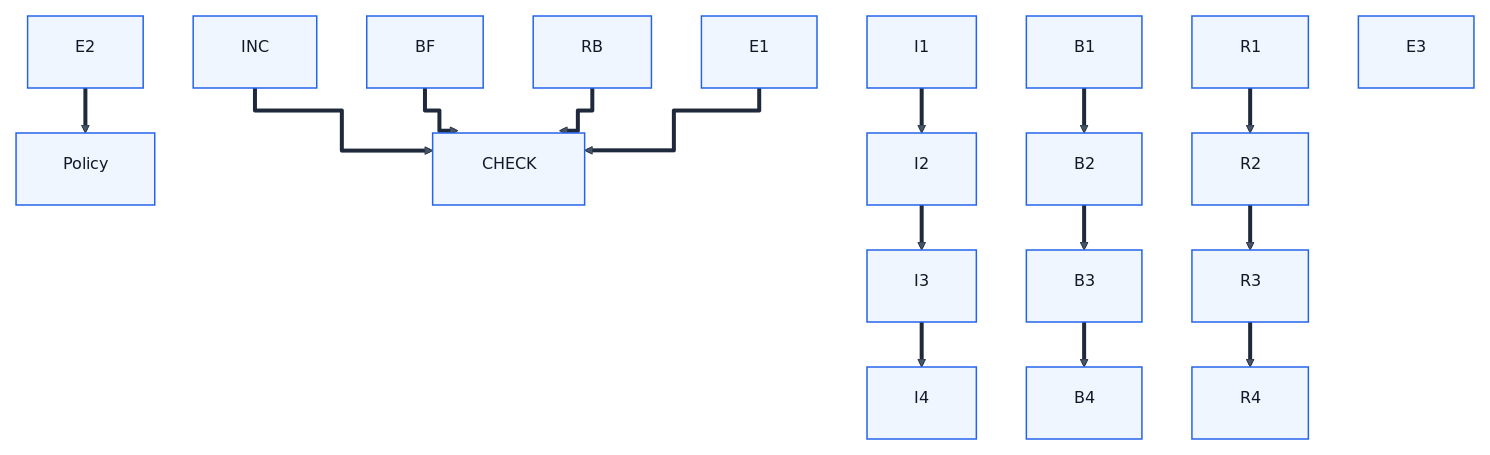 E2
INC
BF
RB
E1
I1
B1
R1
E3
Policy
CHECK
I2
B2
R2
I3
B3
R3
I4
B4
R4